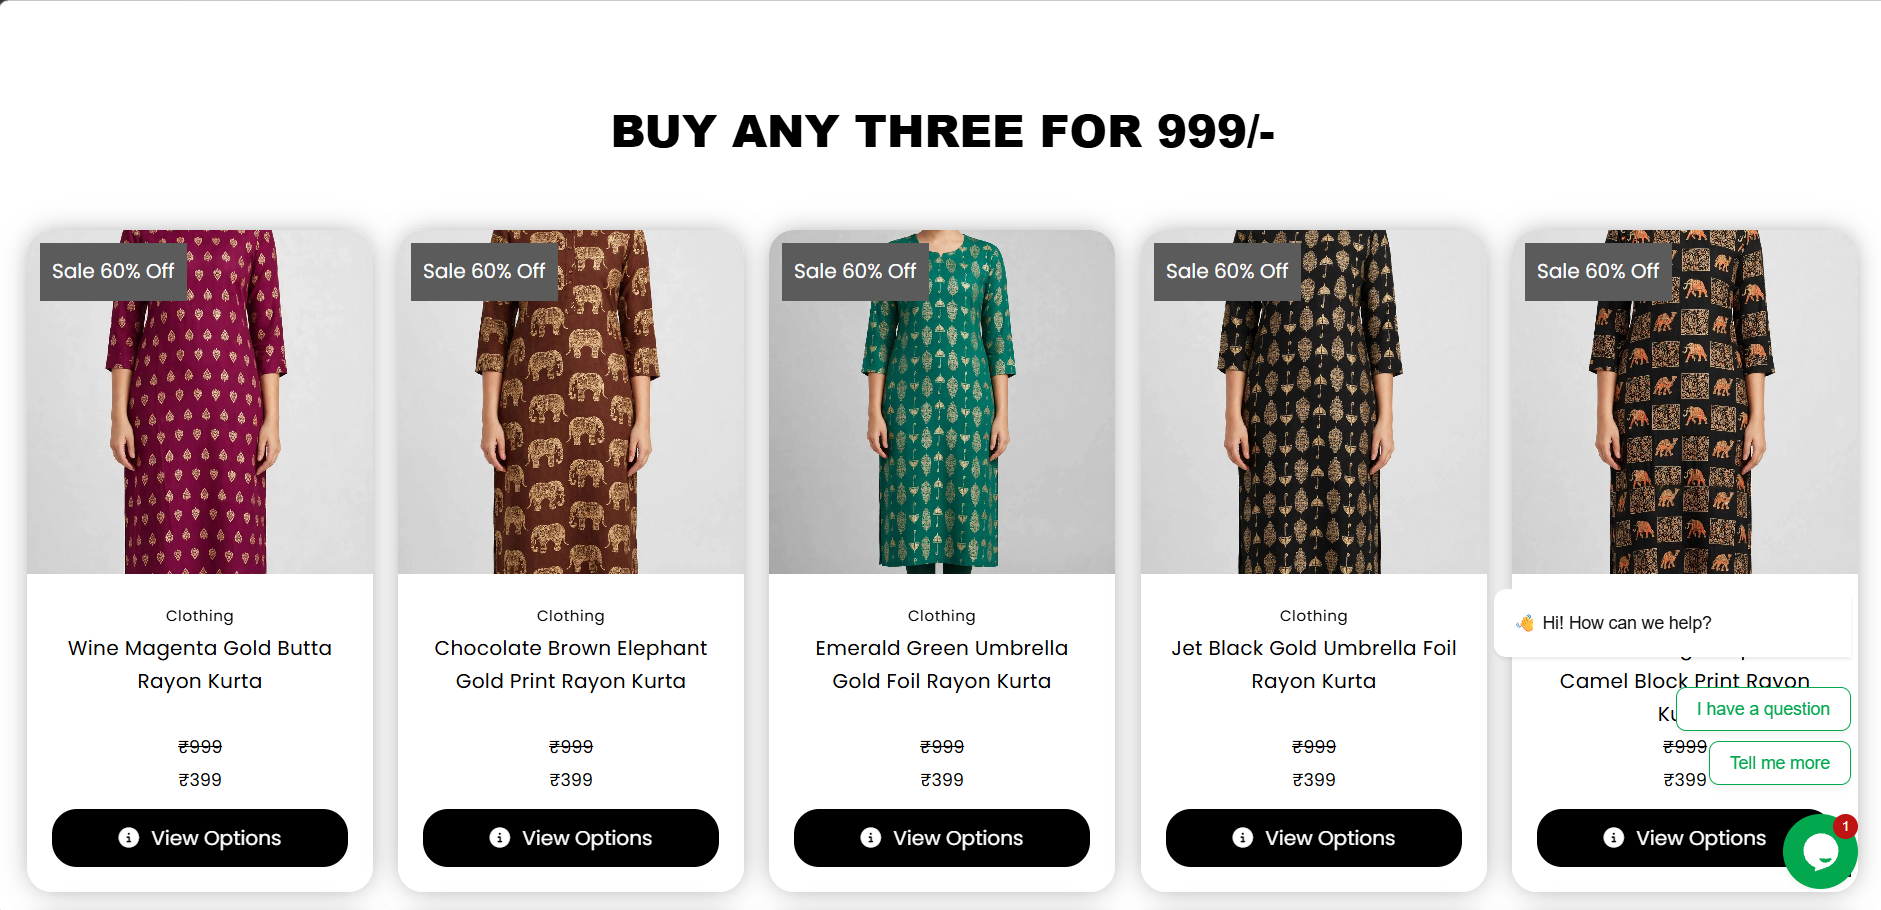 BUY ANY THREE FOR 999/-
Sale 60% Off
Clothing
Wine Magenta Gold Butta
Rayon Kurta
₹999
₹399
View Options
Sale 60% Off
Clothing
Chocolate Brown Elephant
Gold Print Rayon Kurta
₹999
₹399
View Options
Sale 60% Off
Clothing
Emerald Green Umbrella
Gold Foil Rayon Kurta
₹999
₹399
View Options
Sale 60% Off
Clothing
Jet Black Gold Umbrella Foil
Rayon Kurta
₹999
₹399
View Options
Sale 60% Off
Camel Block Print Rayon
₹999
₹399
View Options
👋 Hi! How can we help?
I have a question
Tell me more
1